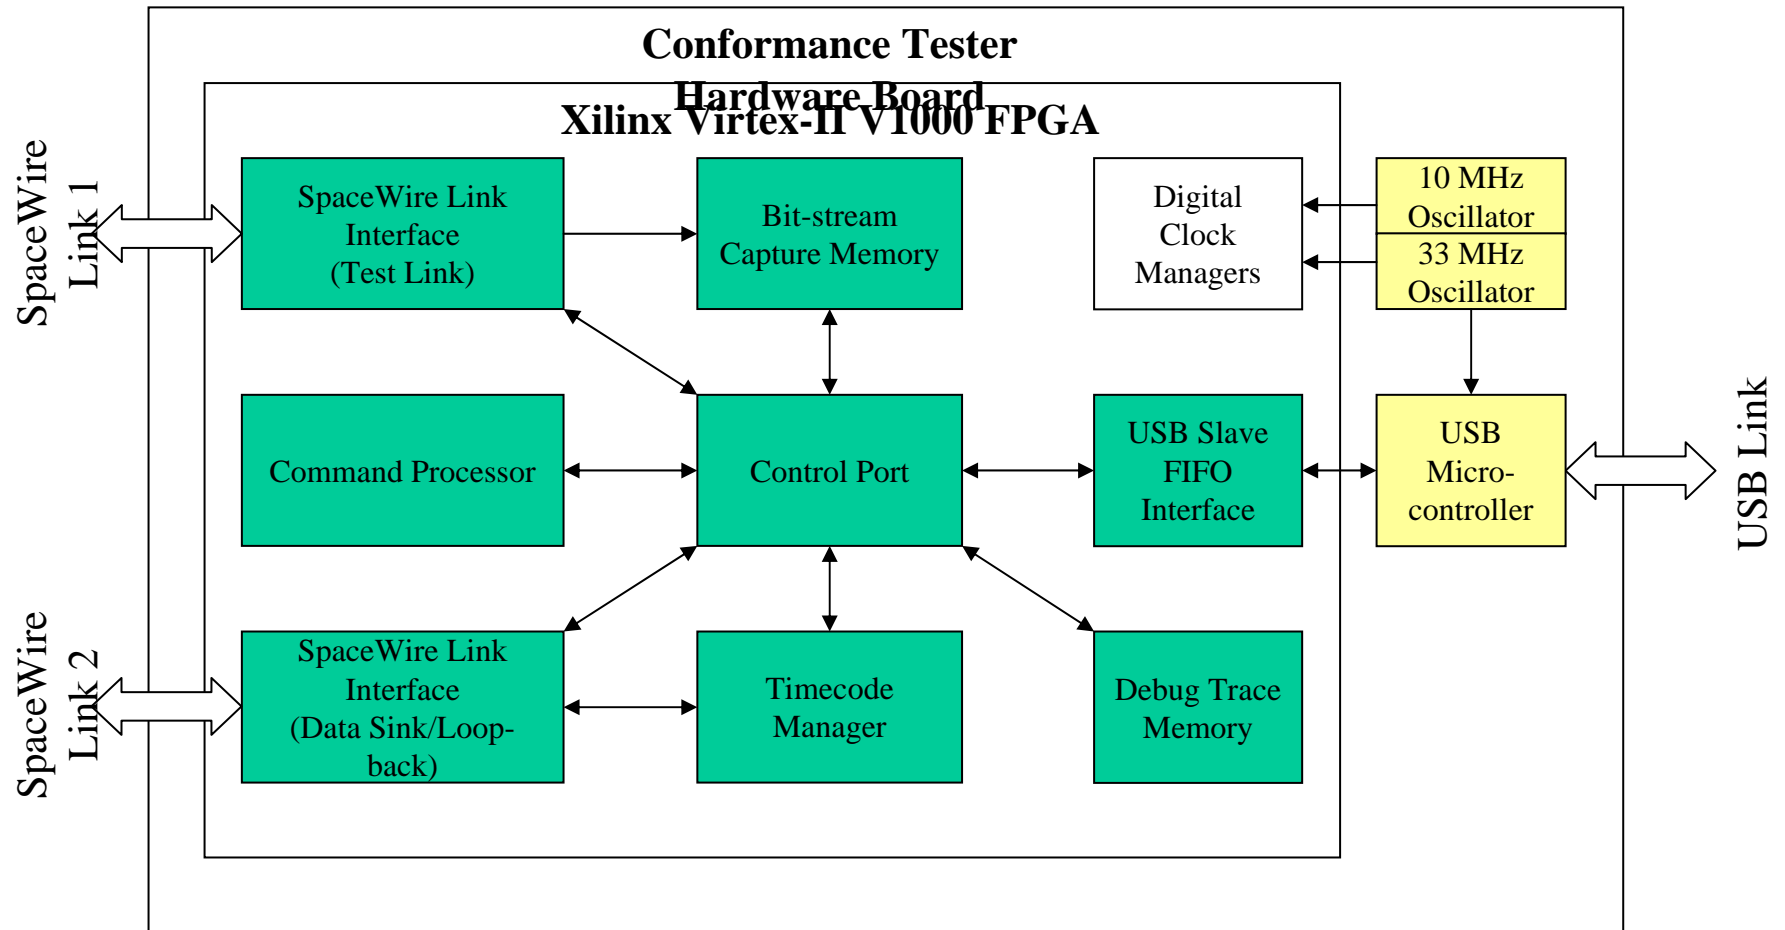 Conformance Tester
Hardware Board
Xilinx Virtex-II V1000 FPGA
SpaceWire
Link 1
SpaceWire Link
Interface
(Test Link)
Bit-stream
Capture Memory
Digital
Clock
Managers
10 MHz
Oscillator
33 MHz
Oscillator
Command Processor
Control Port
USB Slave
FIFO
Interface
USB
Micro-
controller
USB Link
SpaceWire
Link 2
SpaceWire Link
Interface
(Data Sink/Loop-
back)
Timecode
Manager
Debug Trace
Memory